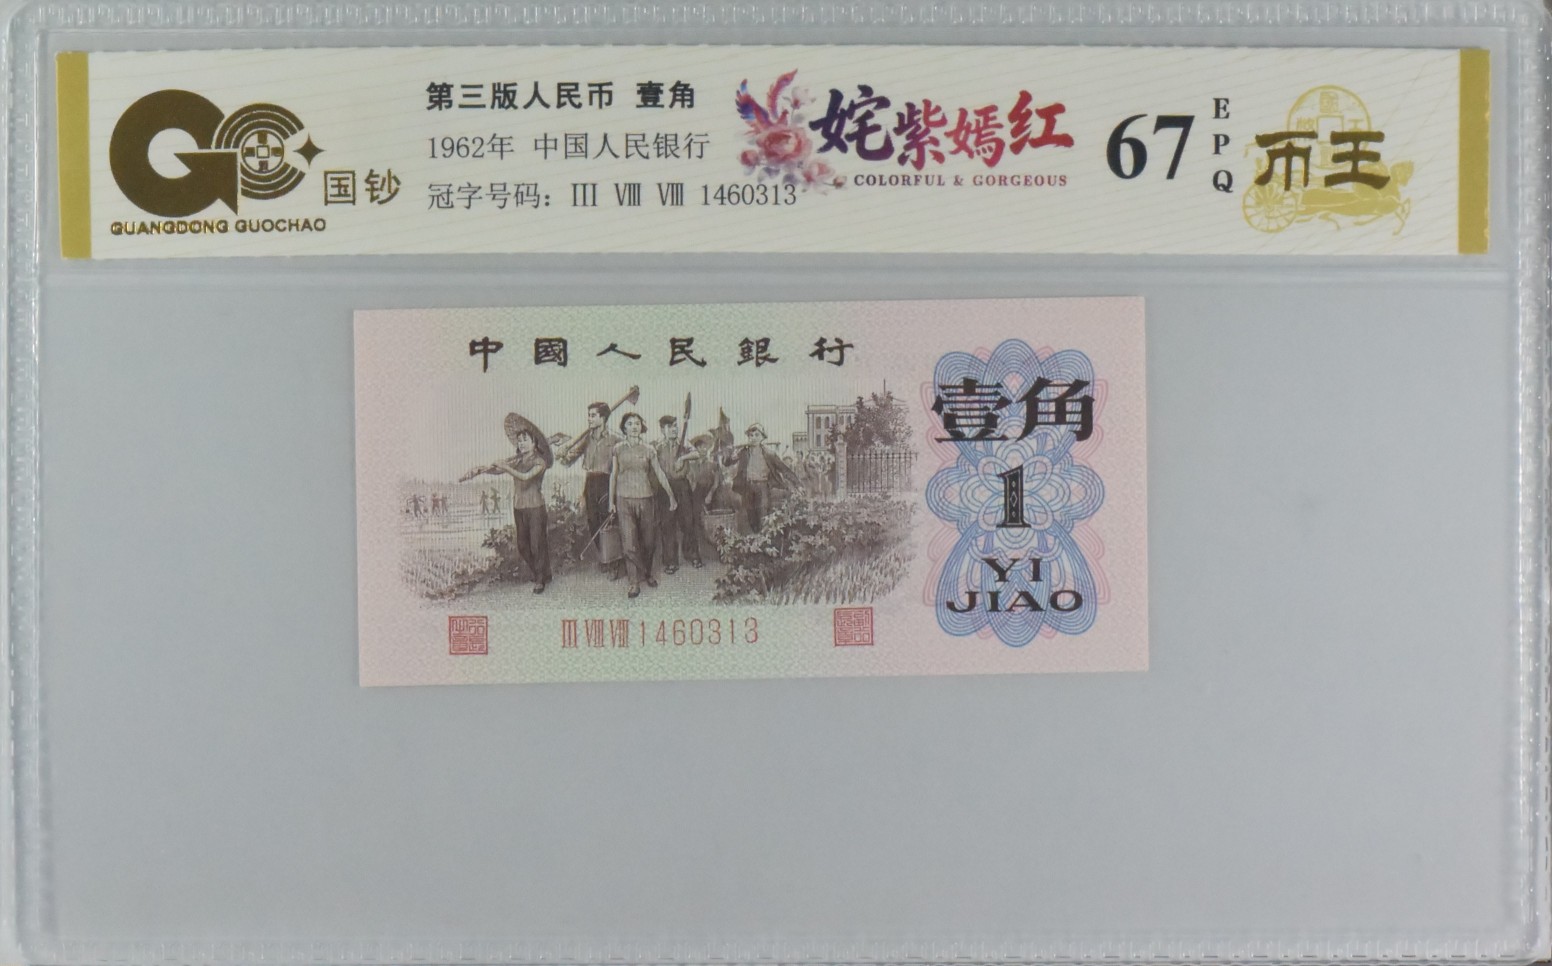 国钞
GUANGDONG GUOCHAO
第三版人民币 壹角
1962年 中国人民银行
冠字号码：III VIII VIII 1460313
姹紫嫣红
COLORFUL & GORGEOUS
67
EPQ
币王
中國人民銀行
壹角
1
YI
JIAO
III VIII VIII 1460313